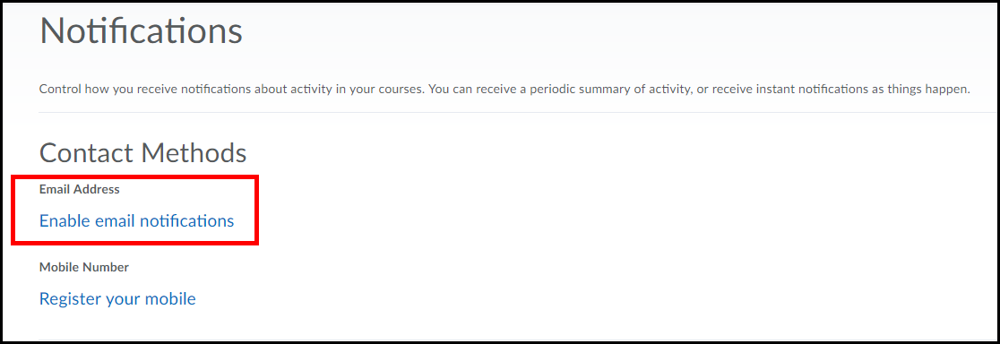 Notifications
Control how you receive notifications about activity in your courses. You can receive a periodic summary of activity, or receive instant notifications as things happen.
Contact Methods
Email Address
Enable email notifications
Mobile Number
Register your mobile